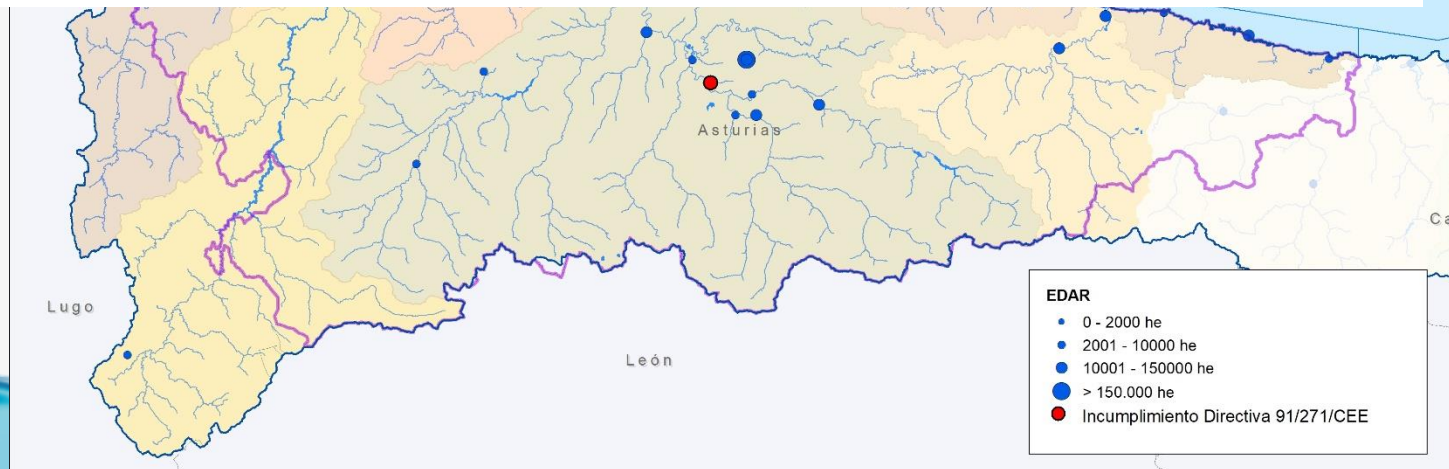 Asturias
Ca
Lugo
León
EDAR
0 - 2000 he
2001 - 10000 he
10001 - 150000 he
> 150.000 he
Incumplimiento Directiva 91/271/CEE